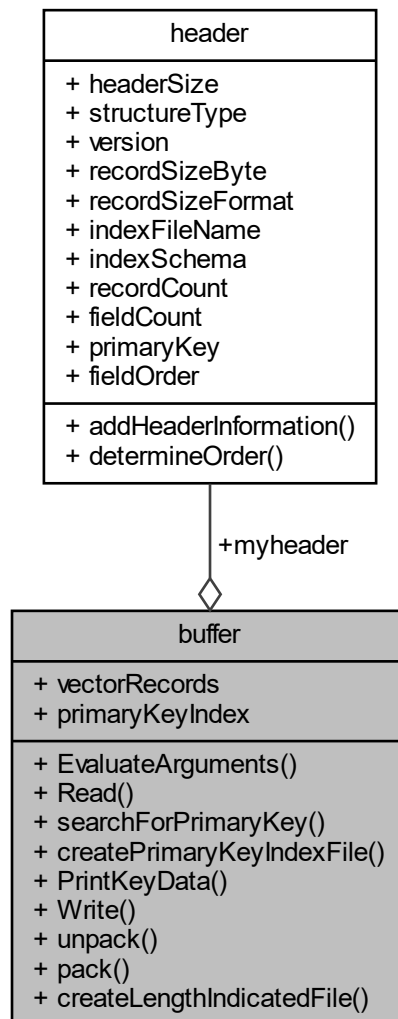 header
+ headerSize
+ structureType
+ version
+ recordSizeByte
+ recordSizeFormat
+ indexFileName
+ indexSchema
+ recordCount
+ fieldCount
+ primaryKey
+ fieldOrder
+ addHeaderInformation()
+ determineOrder()
+myheader
buffer
+ vectorRecords
+ primaryKeyIndex
+ EvaluateArguments()
+ Read()
+ searchForPrimaryKey()
+ createPrimaryKeyIndexFile()
+ PrintKeyData()
+ Write()
+ unpack()
+ pack()
+ createLengthIndicatedFile()